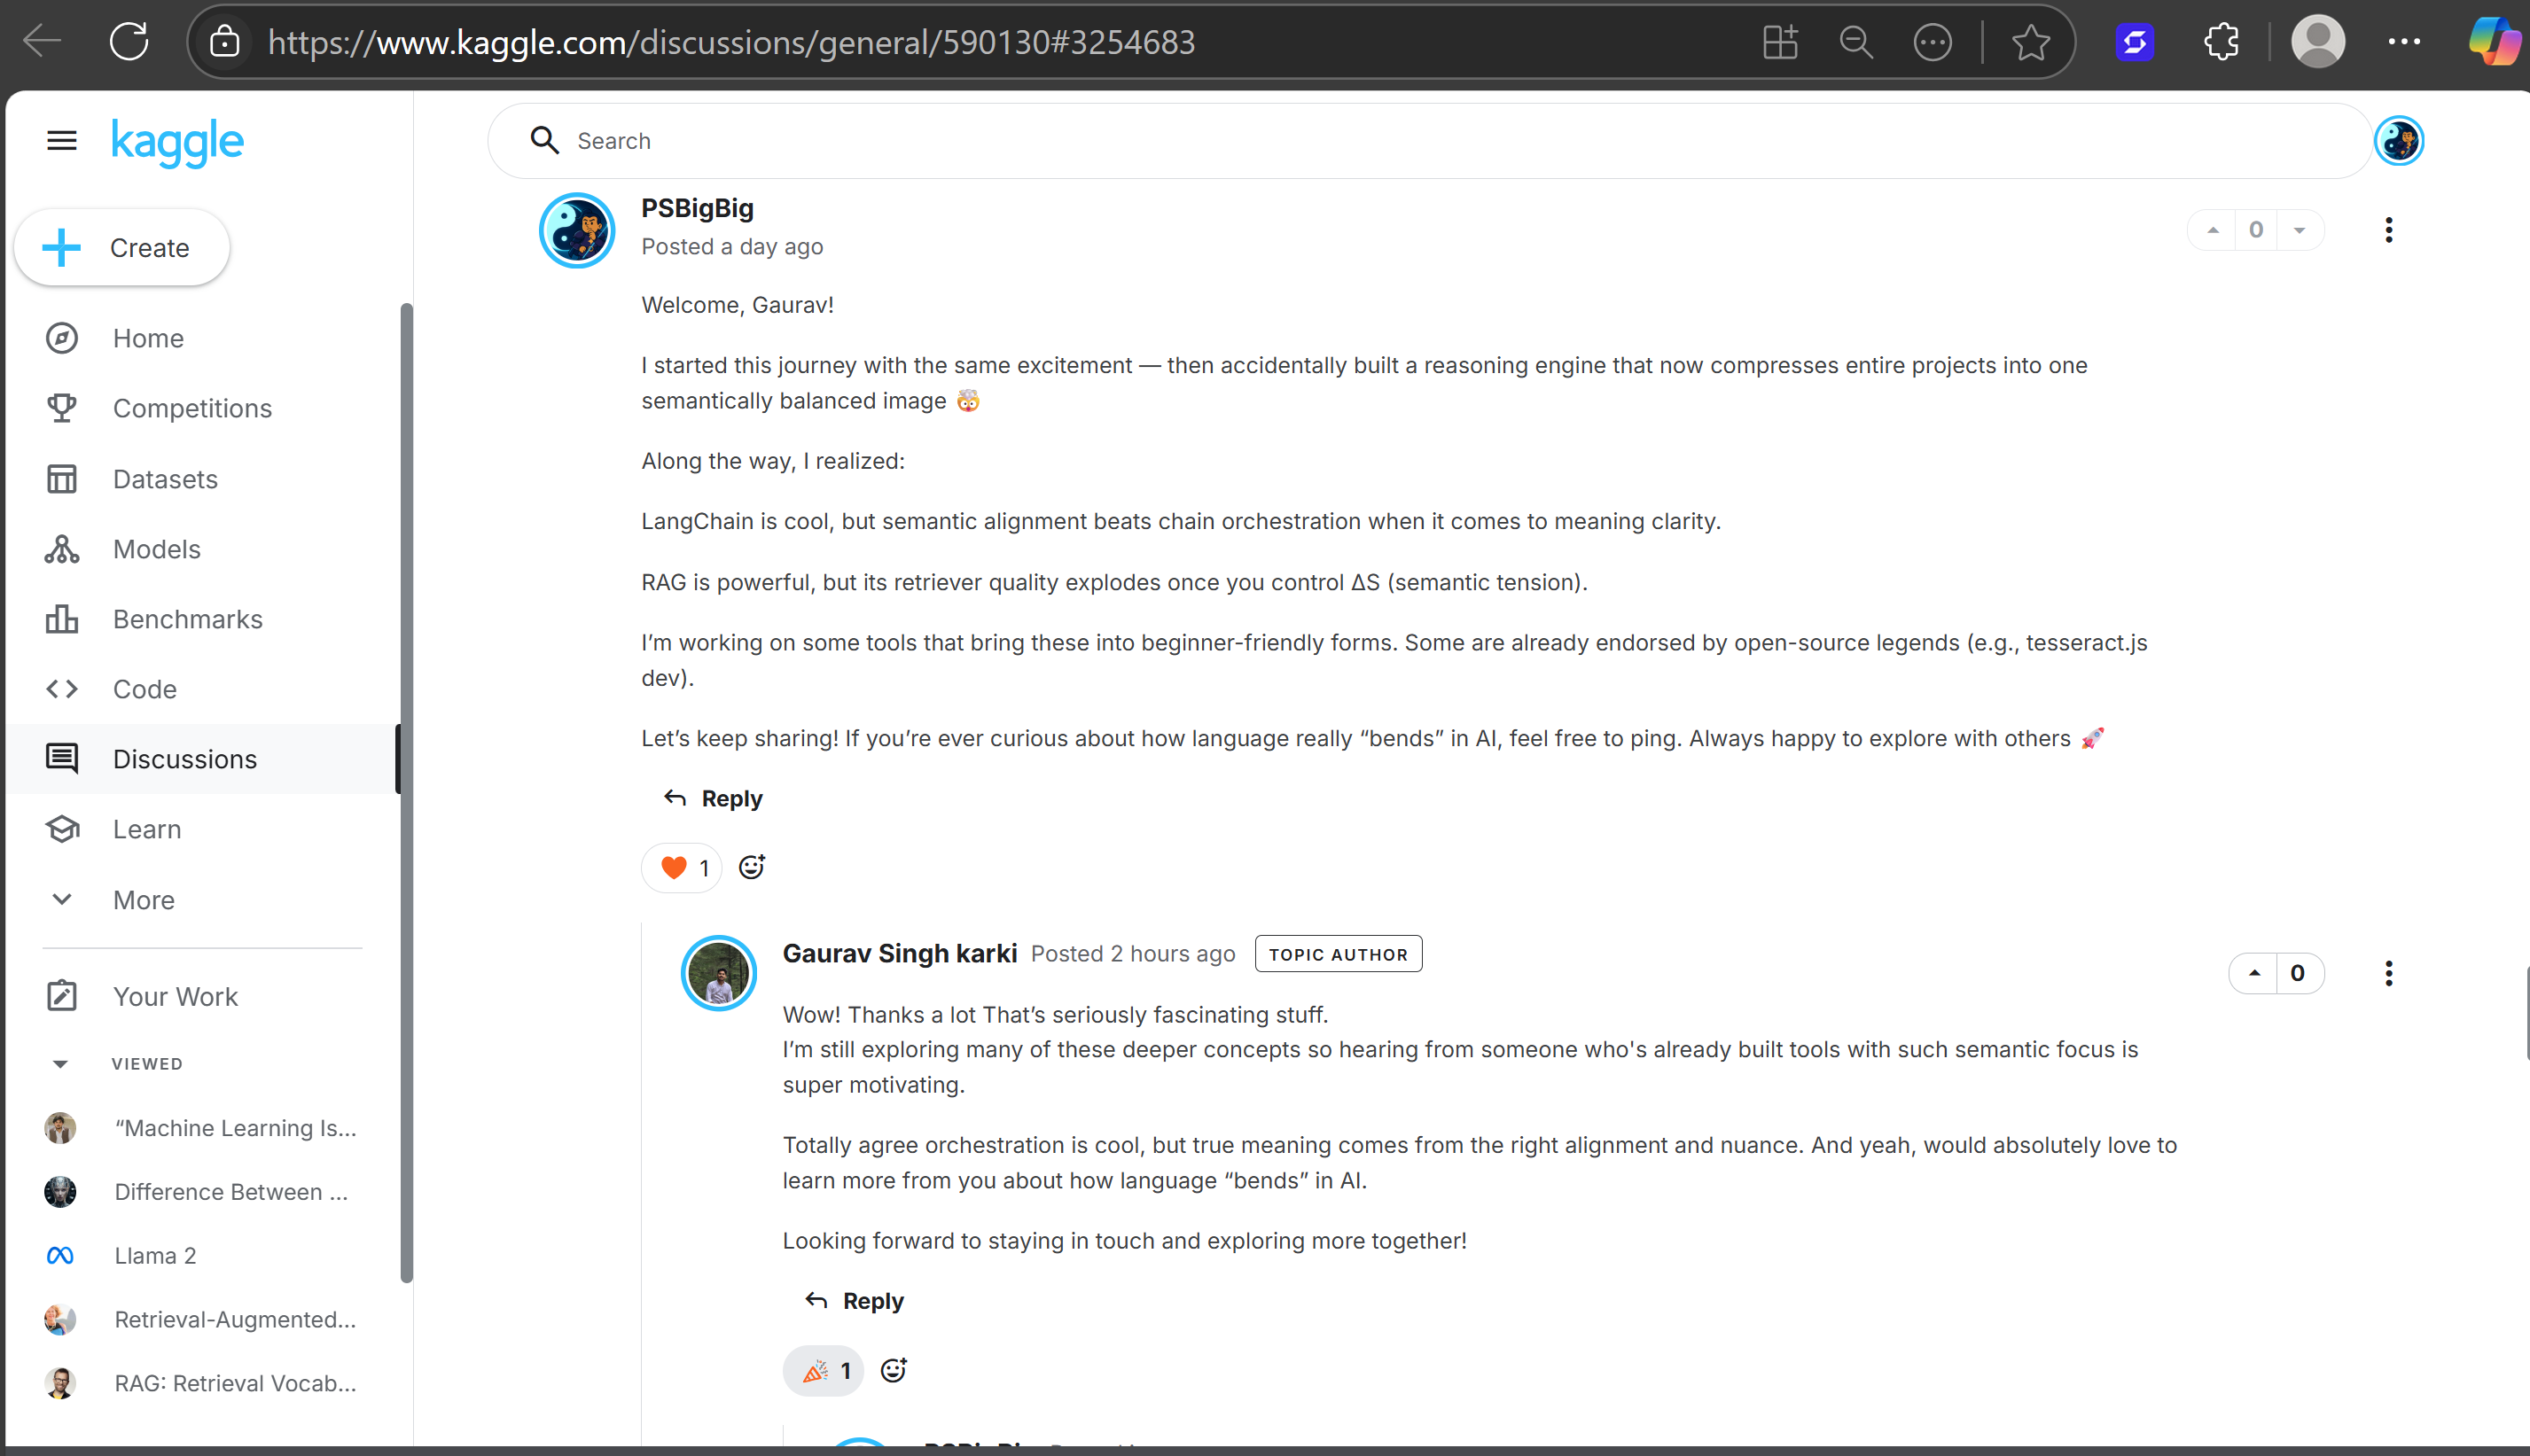 https://www.kaggle.com/discussions/general/590130#3254683
kaggle
Search
Create
Home
Competitions
Datasets
Models
Benchmarks
Code
Discussions
Learn
More
Your Work
VIEWED
“Machine Learning Is...
Difference Between ...
Llama 2
Retrieval-Augmented...
RAG: Retrieval Vocab...
PSBigBig
Posted a day ago
0
Welcome, Gaurav!
I started this journey with the same excitement — then accidentally built a reasoning engine that now compresses entire projects into one
semantically balanced image 🤯
Along the way, I realized:
LangChain is cool, but semantic alignment beats chain orchestration when it comes to meaning clarity.
RAG is powerful, but its retriever quality explodes once you control ΔS (semantic tension).
I’m working on some tools that bring these into beginner-friendly forms. Some are already endorsed by open-source legends (e.g., tesseract.js
dev).
Let’s keep sharing! If you’re ever curious about how language really “bends” in AI, feel free to ping. Always happy to explore with others 🚀
Reply
1
Gaurav Singh karki Posted 2 hours ago TOPIC AUTHOR
0
Wow! Thanks a lot That’s seriously fascinating stuff.
I’m still exploring many of these deeper concepts so hearing from someone who's already built tools with such semantic focus is
super motivating.
Totally agree orchestration is cool, but true meaning comes from the right alignment and nuance. And yeah, would absolutely love to
learn more from you about how language “bends” in AI.
Looking forward to staying in touch and exploring more together!
Reply
1